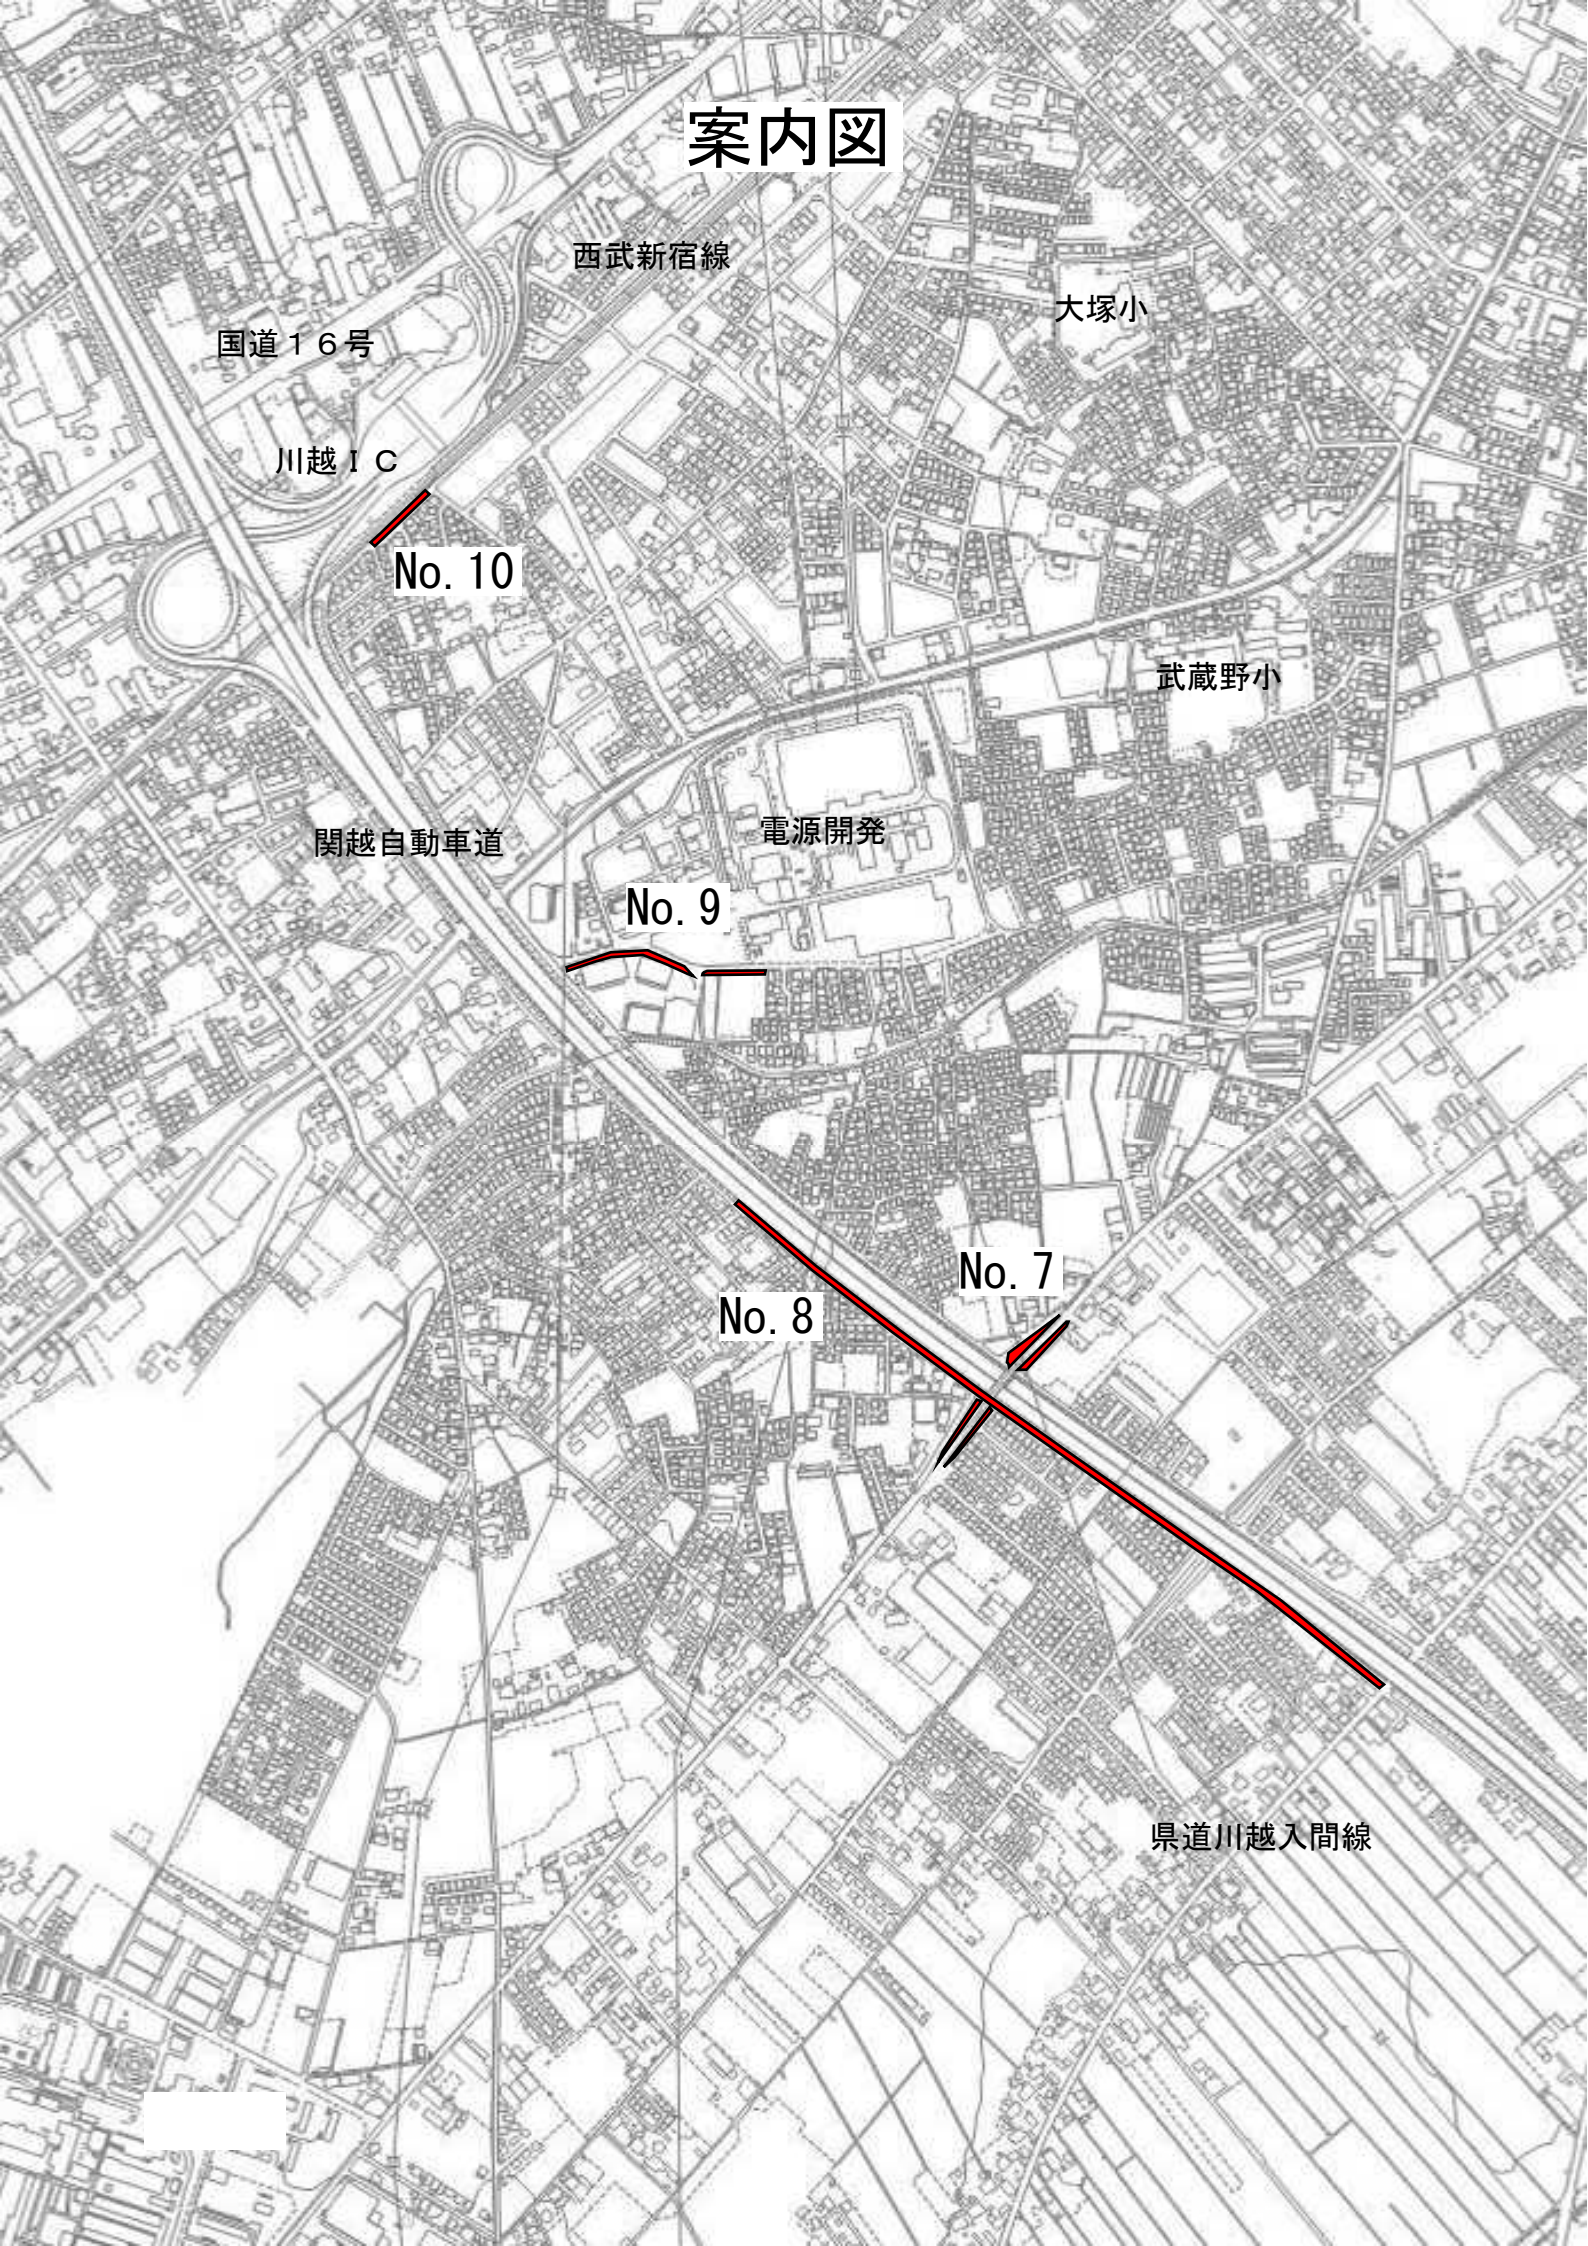 案内図
西武新宿線
大塚小
国道１６号
川越ＩＣ
No.10
武蔵野小
電源開発
関越自動車道
No.9
No.7
No.8
県道川越入間線